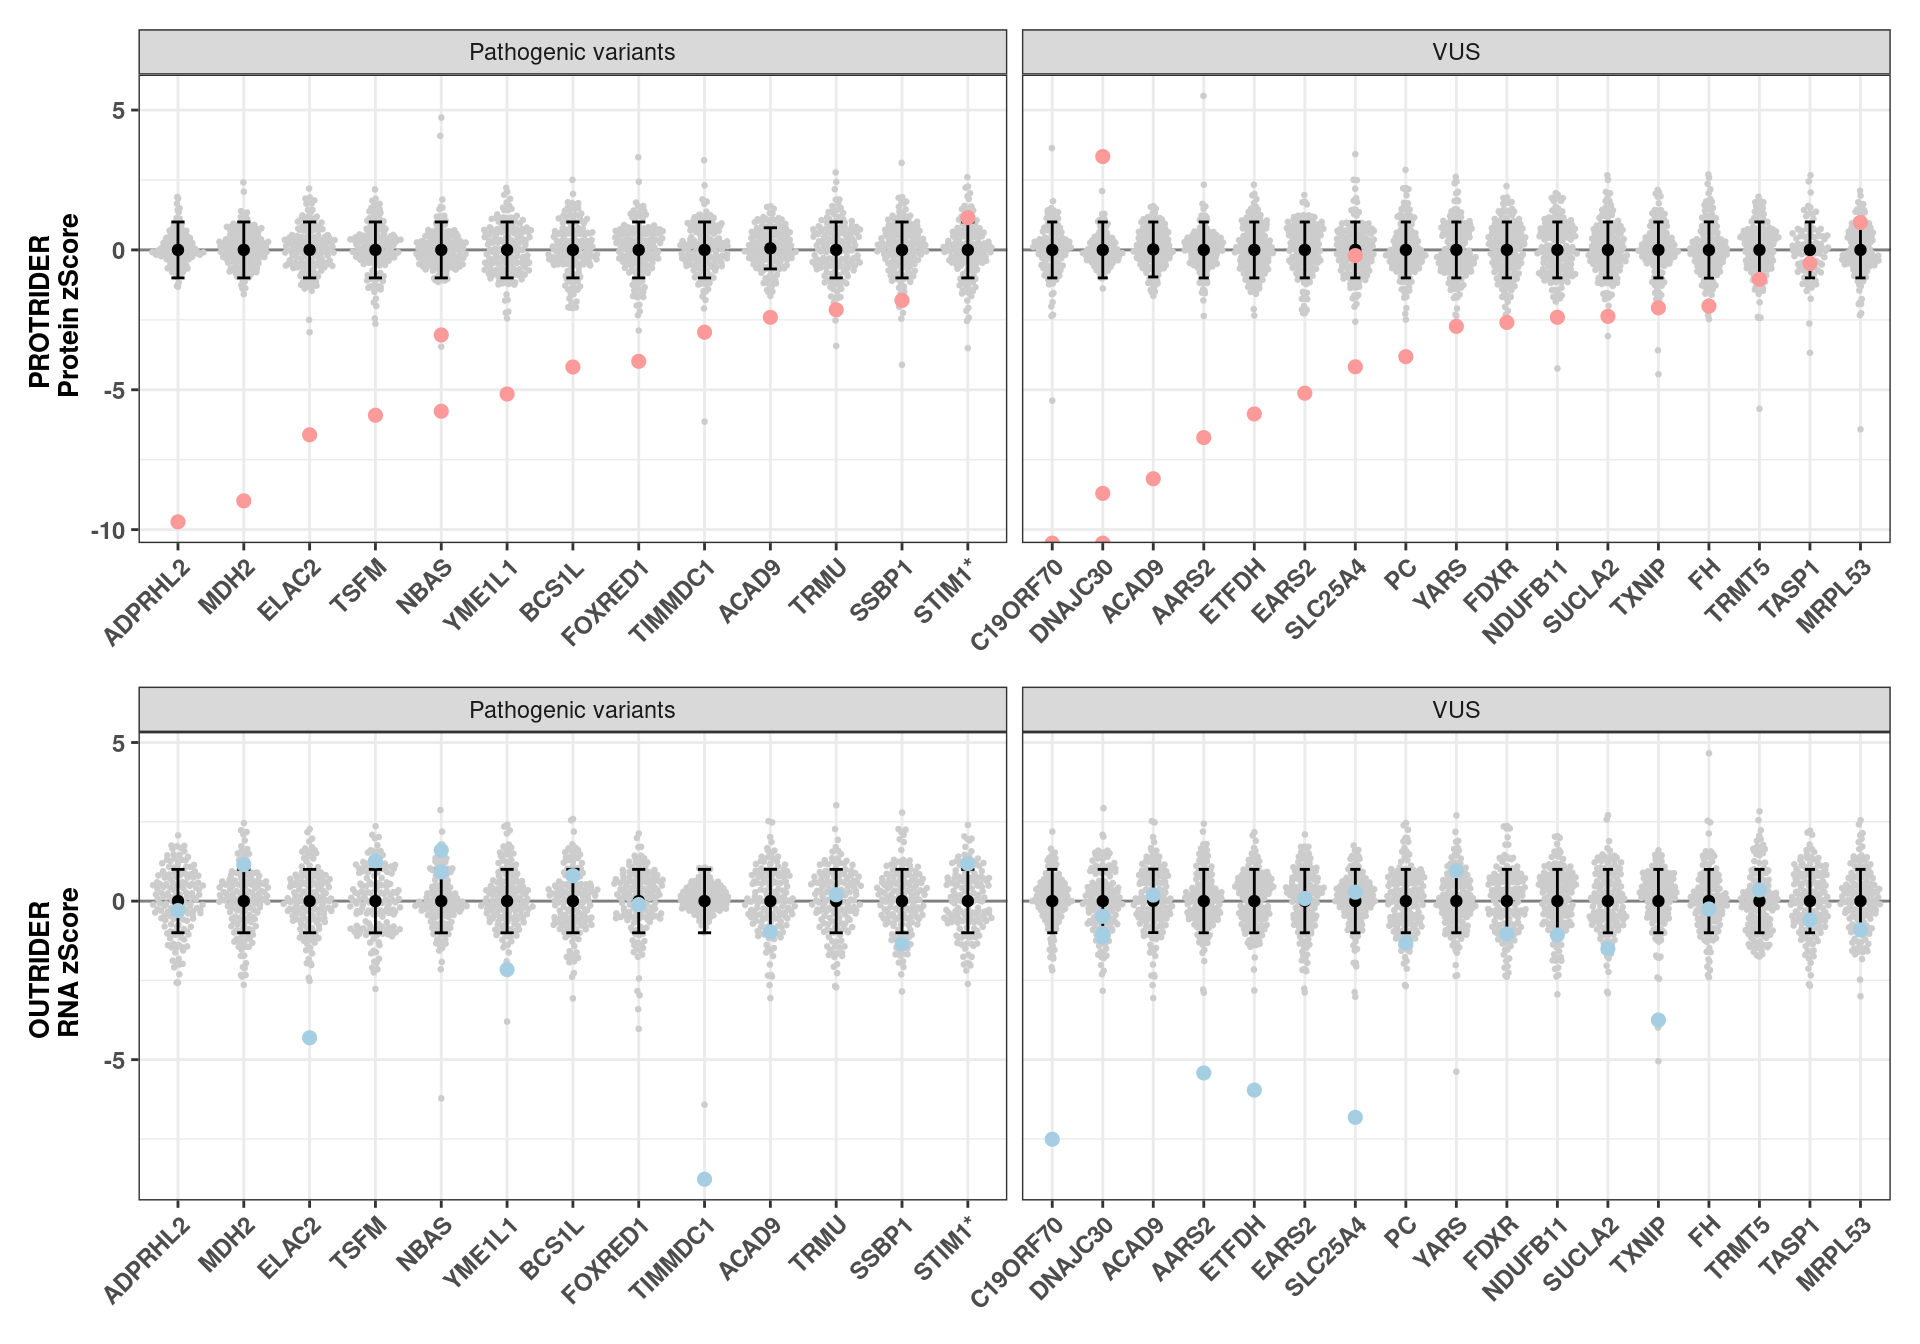 Pathogenic variants
VUS
PROTRIDER
Protein zScore
5
0
-5
-10
ADPRHL2
MDH2
ELAC2
TSFM
NBAS
YME1L1
BCS1L
FOXRED1
TIMMDC1
ACAD9
TRMU
SSBP1
STIM1*
C19ORF70
DNAJC30
ACAD9
AARS2
ETFDH
EARS2
SLC25A4
PC
YARS
FDXR
NDUFB11
SUCLA2
TXNIP
FH
TRMT5
TASP1
MRPL53
Pathogenic variants
VUS
OUTRIDER
RNA zScore
5
0
-5
ADPRHL2
MDH2
ELAC2
TSFM
NBAS
YME1L1
BCS1L
FOXRED1
TIMMDC1
ACAD9
TRMU
SSBP1
STIM1*
C19ORF70
DNAJC30
ACAD9
AARS2
ETFDH
EARS2
SLC25A4
PC
YARS
FDXR
NDUFB11
SUCLA2
TXNIP
FH
TRMT5
TASP1
MRPL53